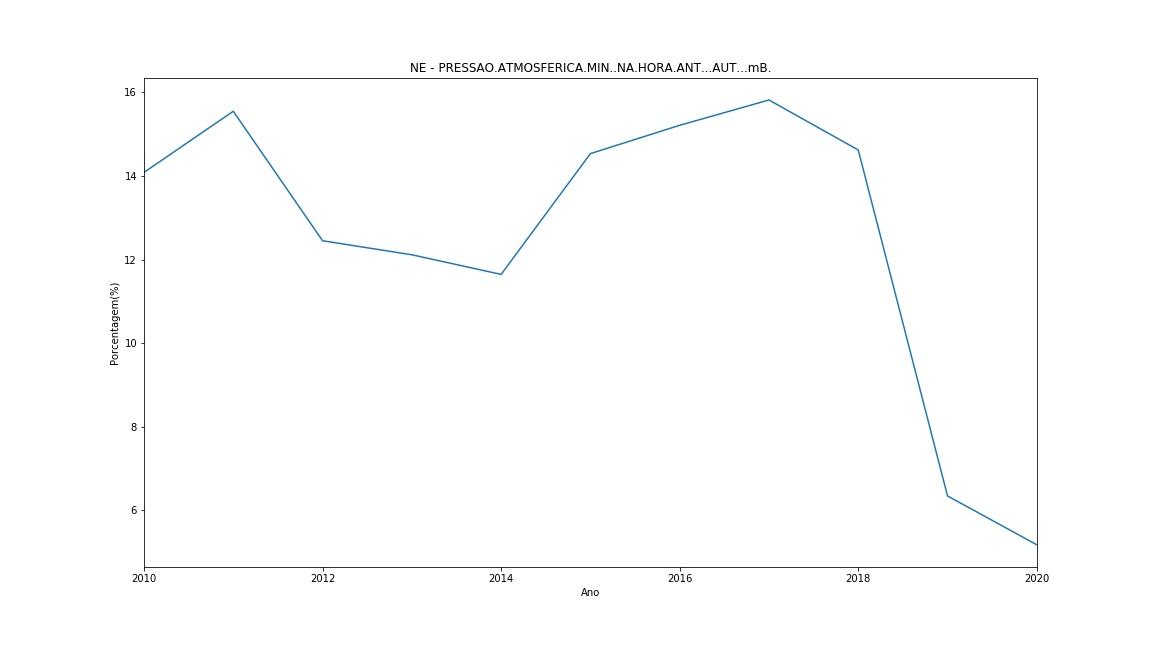 NE - PRESSAO.ATMOSFERICA.MIN..NA.HORA.ANT...AUT...mB.
16
14
12
10
8
6
Porcentagem(%)
2010 2012 2014 2016 2018 2020
Ano